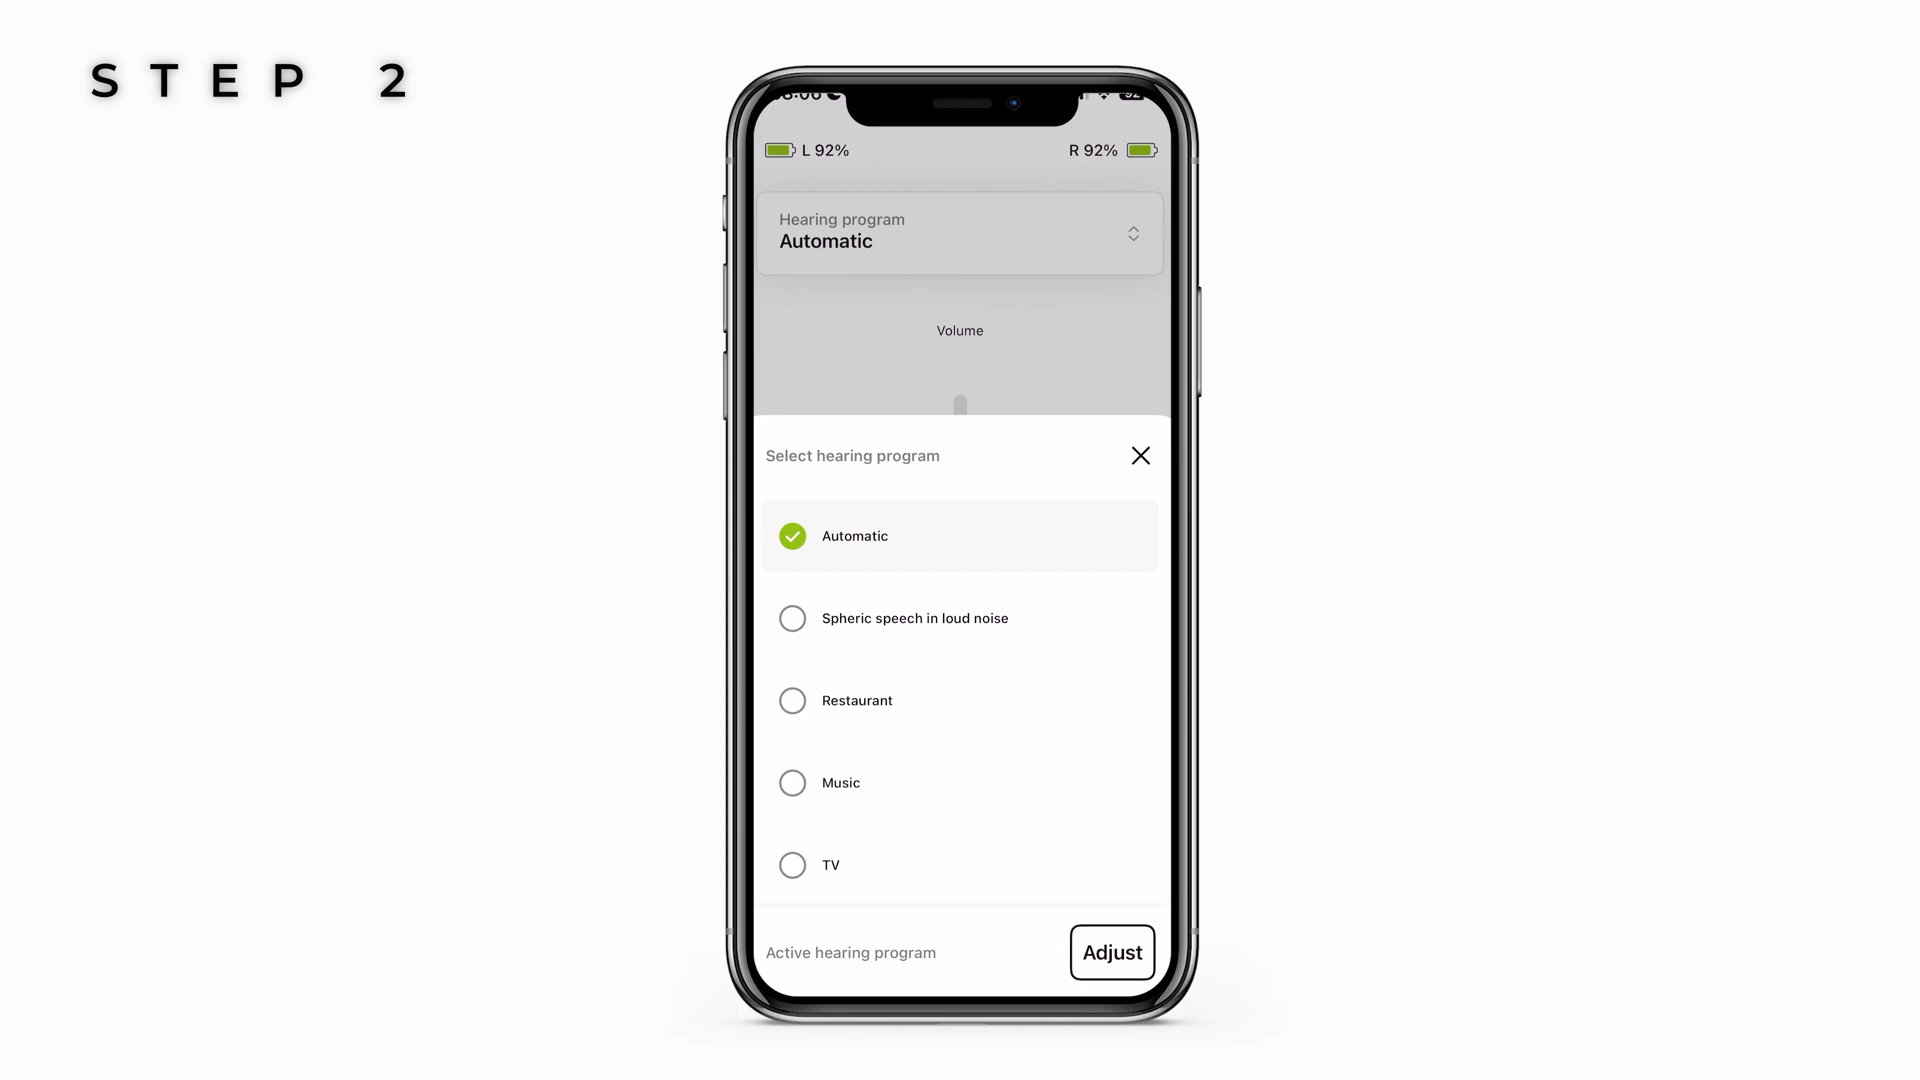 STEP 2
L 92%
R 92%
Hearing program
Automatic
Volume
Select hearing program
Automatic
Spheric speech in loud noise
Restaurant
Music
TV
Active hearing program
Adjust